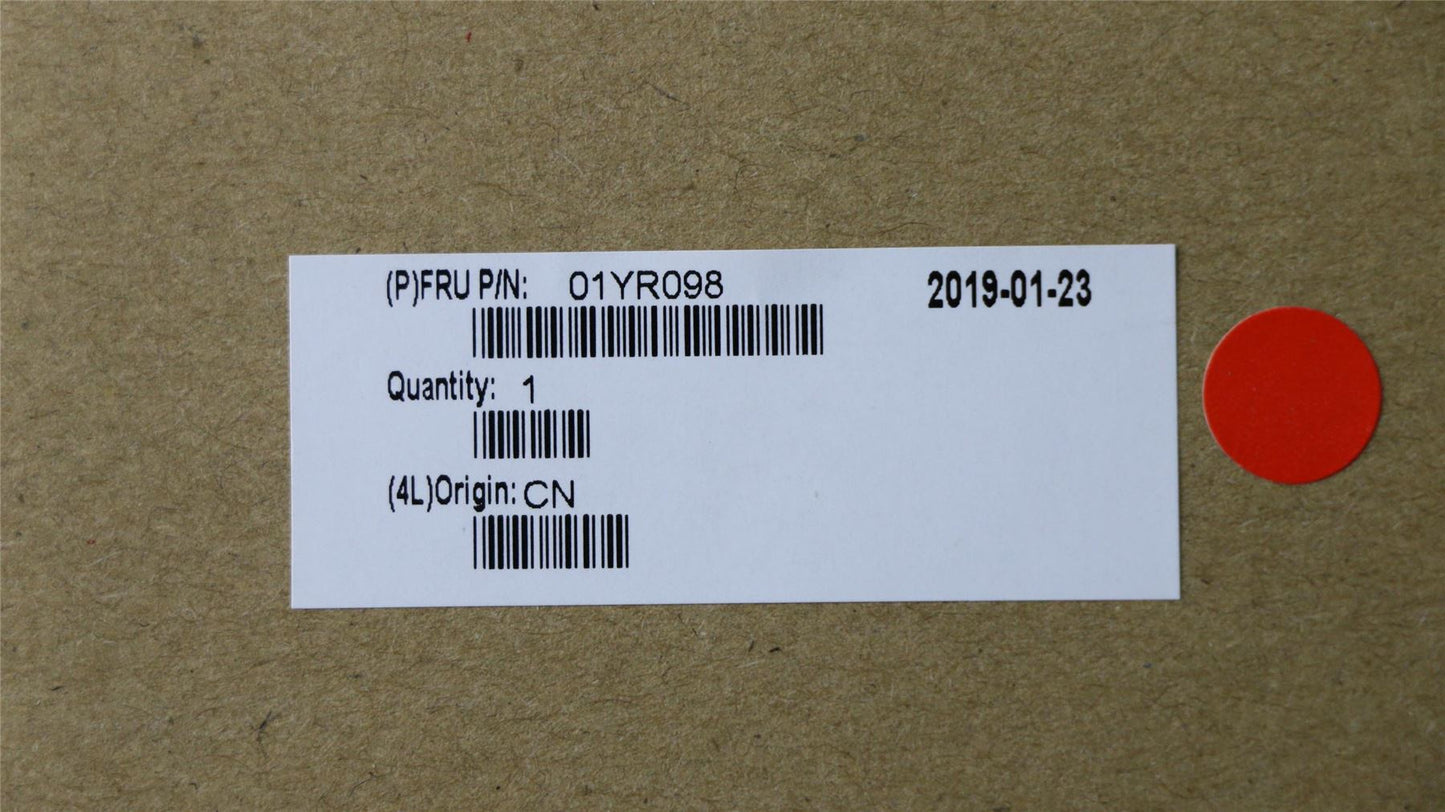 (P)FRU P/N: 01YR098
2019-01-23
Quantity: 1
(4L)Origin: CN